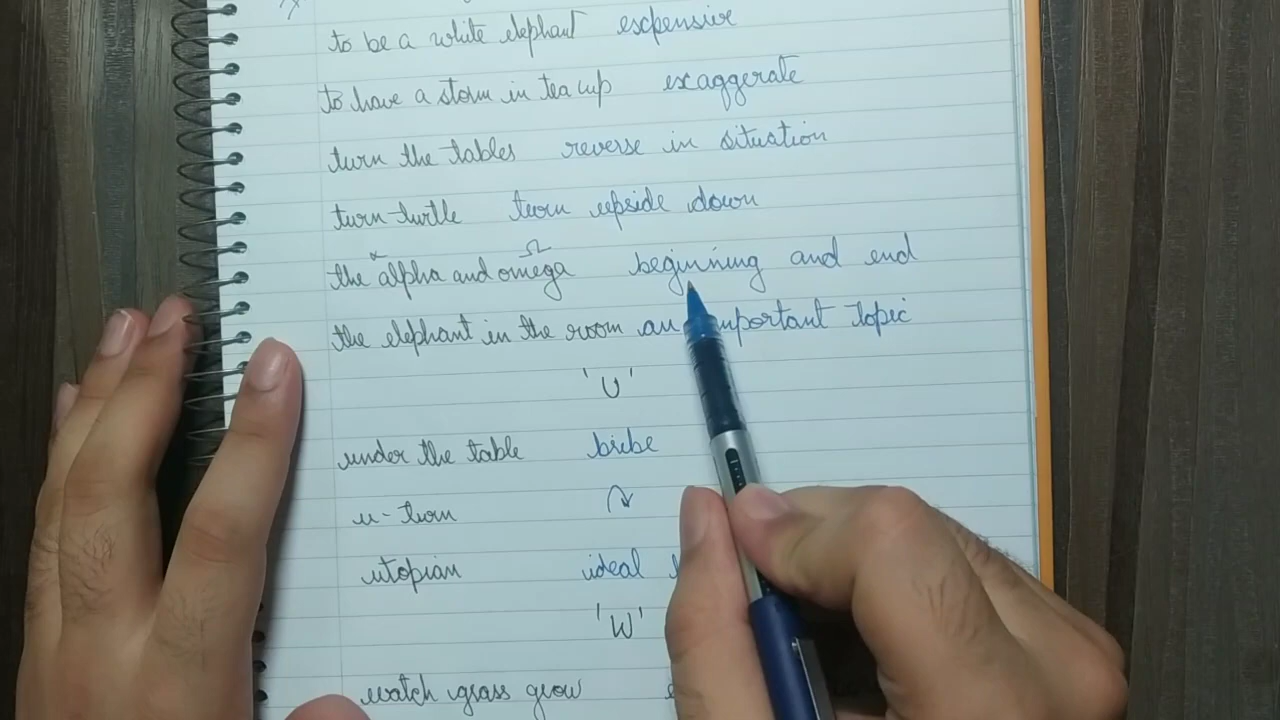 to be a white elephant expensive
to have a storm in tea cup exaggerate
turn the tables reverse in situation
turn-turtle turn upside down
α Ω
the alpha and omega beginning and end
the elephant in the room an important topic
'U'
under the table bribe
u-turn
utopian ideal
'W'
watch grass grow